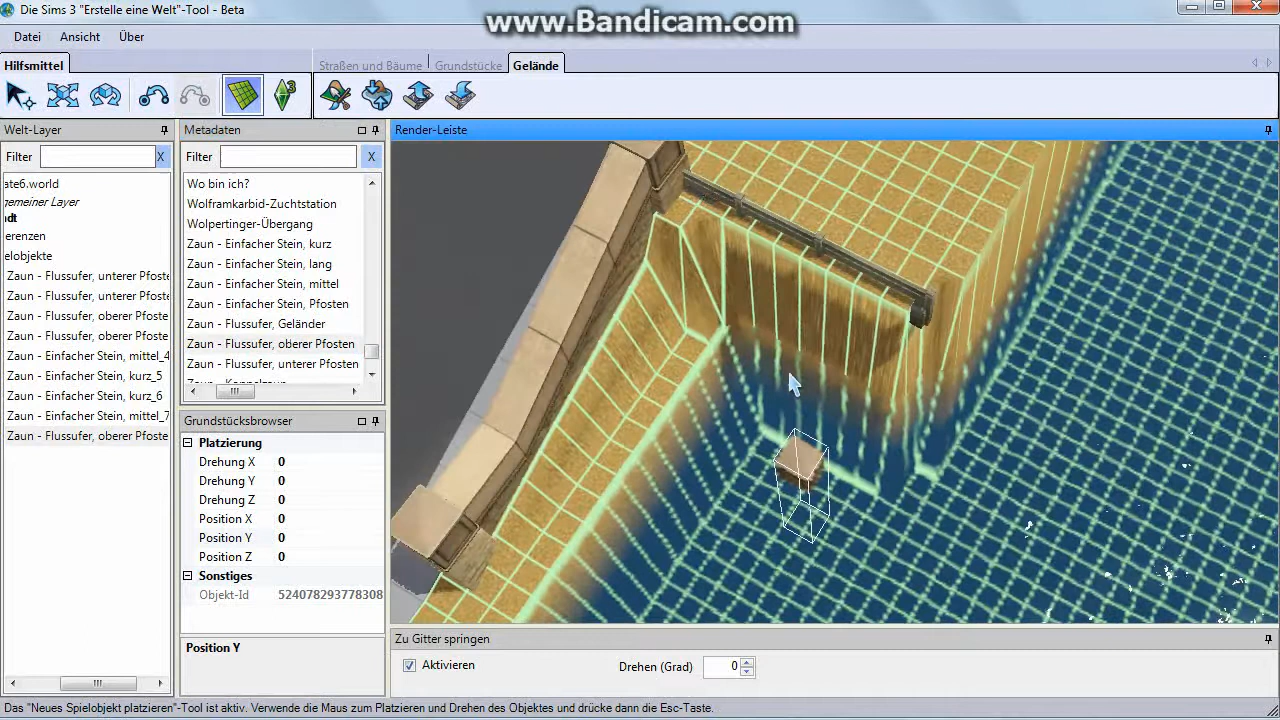 Die Sims 3 "Erstelle eine Welt"-Tool - Beta
www.Bandicam.com
Datei Ansicht Über
Hilfsmittel
Straßen und Bäume Grundstücke Gelände
Welt-Layer
Filter X
ate6.world
gemeiner Layer
dt
erenzen
elobjekte
Zaun - Flussufer, unterer Pfoste
Zaun - Flussufer, unterer Pfoste
Zaun - Flussufer, oberer Pfoste
Zaun - Flussufer, oberer Pfoste
Zaun - Einfacher Stein, mittel_4
Zaun - Einfacher Stein, kurz_5
Zaun - Einfacher Stein, kurz_6
Zaun - Einfacher Stein, mittel_7
Zaun - Flussufer, oberer Pfoste
Metadaten
Filter X
Wo bin ich?
Wolframkarbid-Zuchtstation
Wolpertinger-Übergang
Zaun - Einfacher Stein, kurz
Zaun - Einfacher Stein, lang
Zaun - Einfacher Stein, mittel
Zaun - Einfacher Stein, Pfosten
Zaun - Flussufer, Geländer
Zaun - Flussufer, oberer Pfosten
Zaun - Flussufer, unterer Pfosten
Grundstücksbrowser
Platzierung
Drehung X 0
Drehung Y 0
Drehung Z 0
Position X 0
Position Y 0
Position Z 0
Sonstiges
Objekt-Id 524078293778308
Position Y
Render-Leiste
Zu Gitter springen
Aktivieren Drehen (Grad) 0
Das "Neues Spielobjekt platzieren"-Tool ist aktiv. Verwende die Maus zum Platzieren und Drehen des Objektes und drücke dann die Esc-Taste.